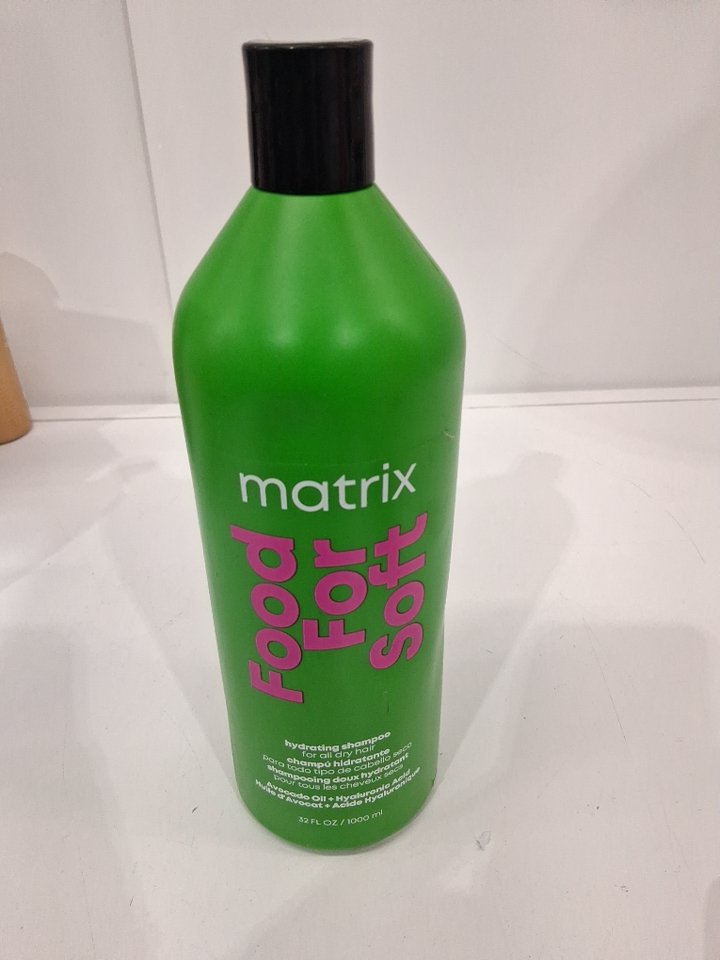 matrix
Food
For
Soft
hydrating shampoo
for all dry hair
champú hidratante
para todo tipo de cabello seco
shampooing doux hydratant
pour tous les cheveux secs
Avocado Oil + Hyaluronic Acid
Huile d'Avocat + Acide Hyaluronique
32 FL OZ / 1000 ml